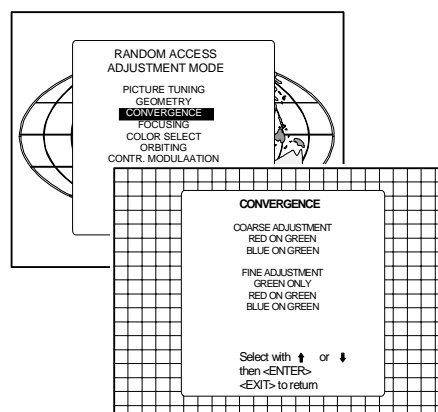 RANDOM ACCESS
ADJUSTMENT MODE
PICTURE TUNING
GEOMETRY
CONVERGENCE
FOCUSING
COLOR SELECT
ORBITING
CONTR. MODULAATION
CONVERGENCE
COARSE ADJUSTMENT
RED ON GREEN
BLUE ON GREEN
FINE ADJUSTMENT
GREEN ONLY
RED ON GREEN
BLUE ON GREEN
Select with ↑ or ↓
then <ENTER>
<EXIT> to return